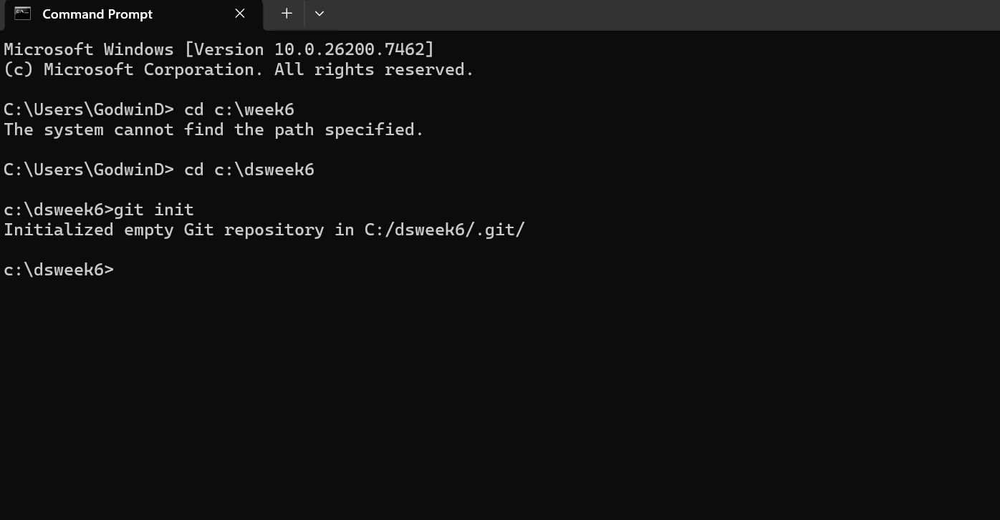 Command Prompt
Microsoft Windows [Version 10.0.26200.7462]
(c) Microsoft Corporation. All rights reserved.
C:\Users\GodwinD> cd c:\week6
The system cannot find the path specified.
C:\Users\GodwinD> cd c:\dsweek6
c:\dsweek6>git init
Initialized empty Git repository in C:/dsweek6/.git/
c:\dsweek6>